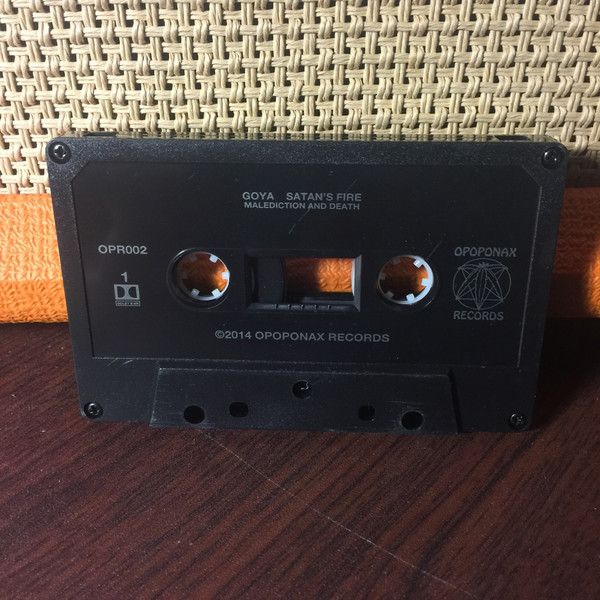 GOYA SATAN'S FIRE
MALEDICTION AND DEATH
OPR002
1
OPOPONAX
RECORDS
©2014 OPOPONAX RECORDS